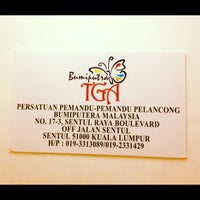 Bumiputra
TGA
PERSATUAN PEMANDU-PEMANDU PELANCONG
BUMIPUTERA MALAYSIA
NO. 17-3, SENTUL RAYA BOULEVARD
OFF JALAN SENTUL
SENTUL 51000 KUALA LUMPUR
H/P : 019-3313089/019-2331429